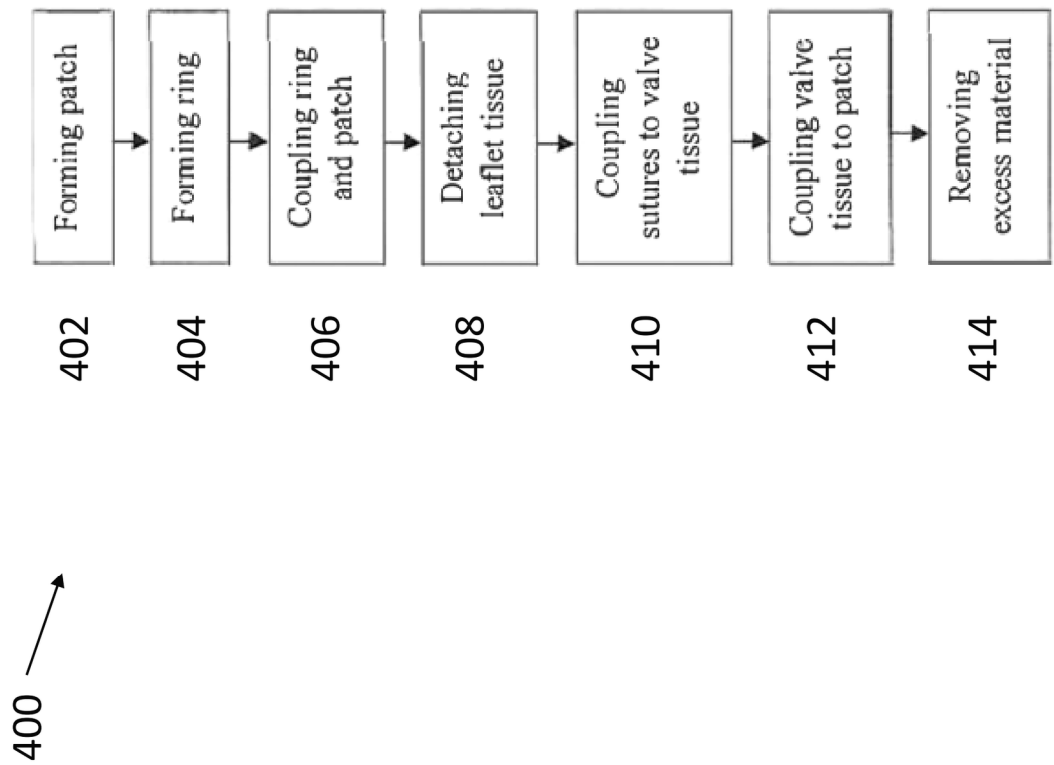 400
402
Forming patch
404
Forming ring
406
Coupling ring
and patch
408
Detaching
leaflet tissue
410
Coupling
sutures to valve
tissue
412
Coupling valve
tissue to patch
414
Removing
excess material